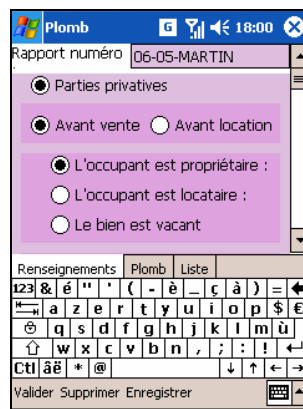 Plomb G 18:00
Rapport numéro 06-05-MARTIN
Parties privatives
Avant vente Avant location
L'occupant est propriétaire :
L'occupant est locataire :
Le bien est vacant
Renseignements Plomb Liste
123 & é " ' ( - è _ ç à ) =
a z e r t y u i o p $ €
q s d f g h j k l m ù
w x c v b n , ; : !
Ctl áë * @
Valider Supprimer Enregistrer